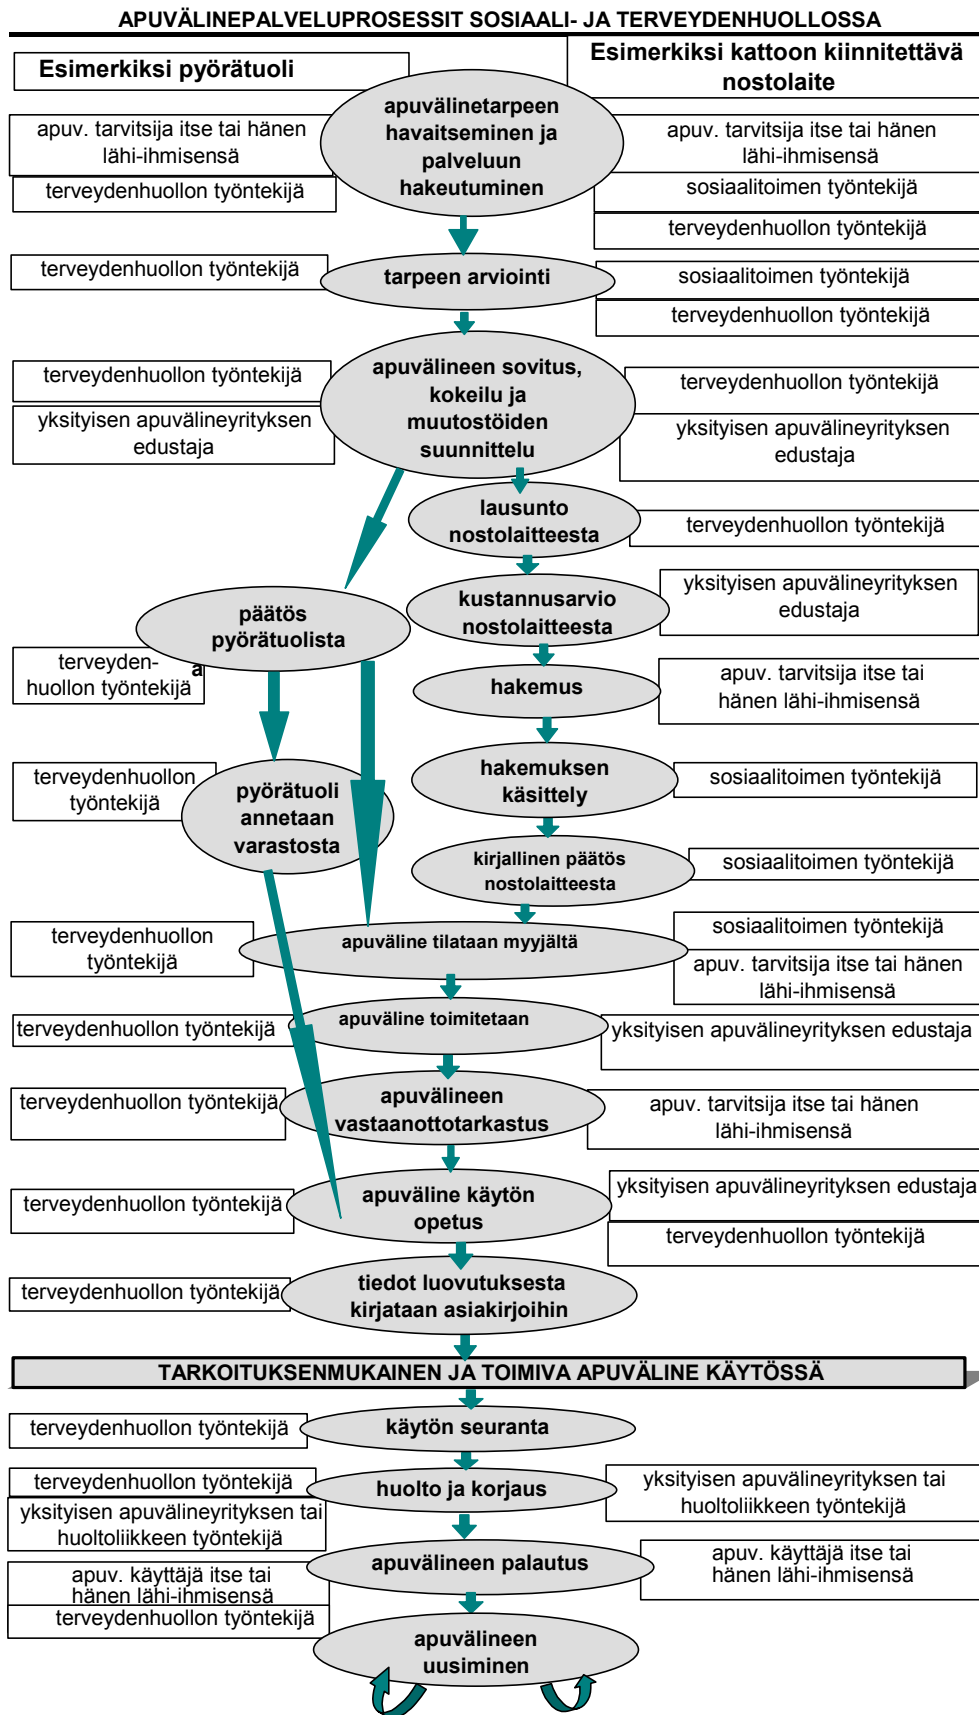 APUVÄLINEPALVELUPROSESSIT SOSIAALI- JA TERVEYDENHUOLLOSSA
Esimerkiksi pyörätuoli
Esimerkiksi kattoon kiinnitettävä
nostolaite
apuvälinetarpeen
havaitseminen ja
palveluun
hakeutuminen
apuv. tarvitsija itse tai hänen
lähi-ihmisensä
terveydenhuollon työntekijä
apuv. tarvitsija itse tai hänen
lähi-ihmisensä
sosiaalitoimen työntekijä
terveydenhuollon työntekijä
terveydenhuollon työntekijä
tarpeen arviointi
sosiaalitoimen työntekijä
terveydenhuollon työntekijä
terveydenhuollon työntekijä
yksityisen apuvälineyrityksen
edustaja
apuvälineen sovitus,
kokeilu ja
muutostöiden
suunnittelu
terveydenhuollon työntekijä
yksityisen apuvälineyrityksen
edustaja
lausunto
nostolaitteesta
terveydenhuollon työntekijä
kustannusarvio
nostolaitteesta
yksityisen apuvälineyrityksen
edustaja
päätös
pyörätuolista
a
terveyden-
huollon työntekijä
hakemus
apuv. tarvitsija itse tai
hänen lähi-ihmisensä
terveydenhuollon
työntekijä
pyörätuoli
annetaan
varastosta
hakemuksen
käsittely
sosiaalitoimen työntekijä
kirjallinen päätös
nostolaitteesta
sosiaalitoimen työntekijä
terveydenhuollon
työntekijä
apuväline tilataan myyjältä
sosiaalitoimen työntekijä
apuv. tarvitsija itse tai hänen
lähi-ihmisensä
terveydenhuollon työntekijä
apuväline toimitetaan
yksityisen apuvälineyrityksen edustaja
terveydenhuollon työntekijä
apuvälineen
vastaanottotarkastus
apuv. tarvitsija itse tai hänen
lähi-ihmisensä
terveydenhuollon työntekijä
apuväline käytön
opetus
yksityisen apuvälineyrityksen edustaja
terveydenhuollon työntekijä
terveydenhuollon työntekijä
tiedot luovutuksesta
kirjataan asiakirjoihin
TARKOITUKSENMUKAINEN JA TOIMIVA APUVÄLINE KÄYTÖSSÄ
terveydenhuollon työntekijä
käytön seuranta
terveydenhuollon työntekijä
yksityisen apuvälineyrityksen tai
huoltoliikkeen työntekijä
huolto ja korjaus
yksityisen apuvälineyrityksen tai
huoltoliikkeen työntekijä
apuv. käyttäjä itse tai
hänen lähi-ihmisensä
terveydenhuollon työntekijä
apuvälineen palautus
apuv. käyttäjä itse tai
hänen lähi-ihmisensä
apuvälineen
uusiminen